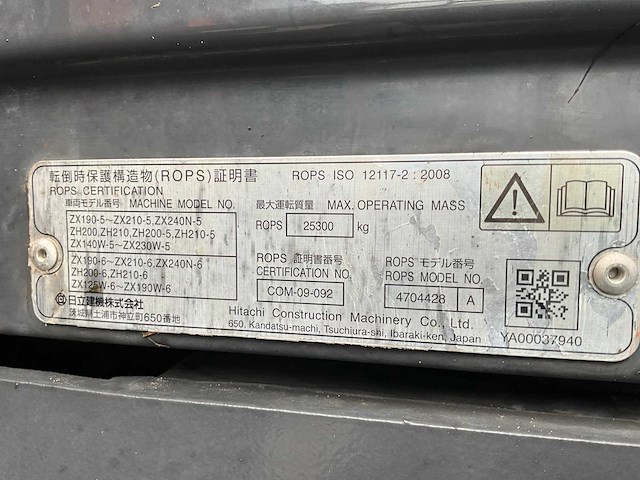 転倒時保護構造物(ROPS)証明書 ROPS ISO 12117-2 : 2008
ROPS CERTIFICATION
車両モデル番号 MACHINE MODEL NO. 最大運転質量 MAX. OPERATING MASS
ZX190-5～ZX210-5,ZX240N-5
ZH200,ZH210,ZH200-5,ZH210-5
ZX140W-5～ZX230W-5
ROPS 25300 kg
ZX190-6～ZX210-6,ZX240N-6
ZH200-6,ZH210-6
ZX125W-6～ZX190W-6
ROPS 証明書番号 ROPS モデル番号
CERTIFICATION NO. ROPS MODEL NO.
COM-09-092 4704428 A
日立建機株式会社 Hitachi Construction Machinery Co., Ltd.
茨城県土浦市神立町650番地 650, Kandatsu-machi, Tsuchiura-shi, Ibaraki-ken, Japan YA00037940